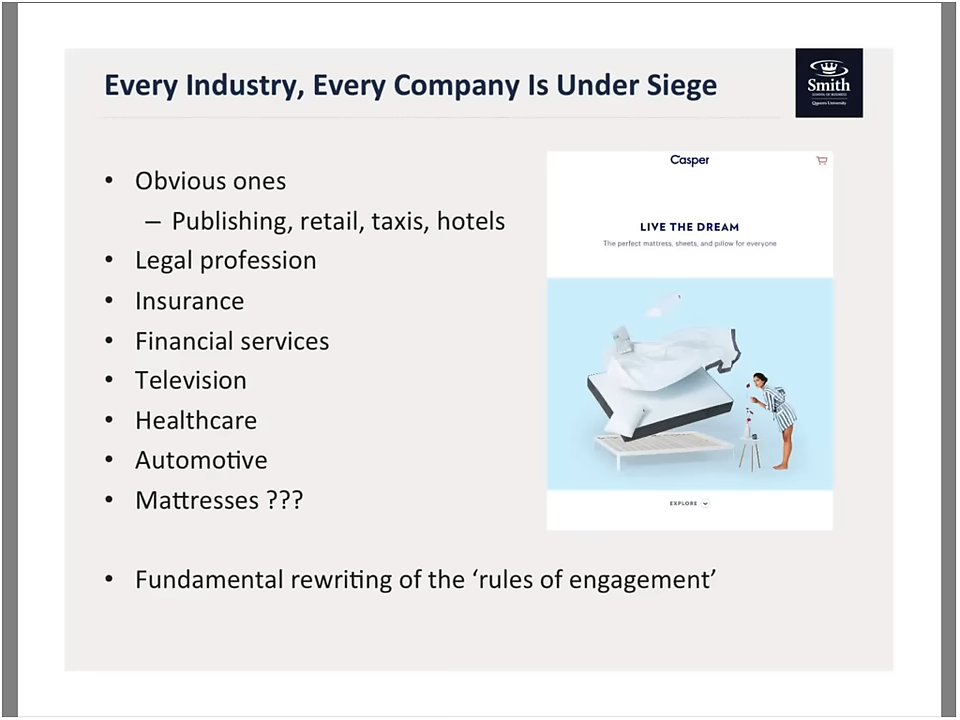 Every Industry, Every Company Is Under Siege
Smith
SCHOOL OF BUSINESS
Queen's University
• Obvious ones
– Publishing, retail, taxis, hotels
• Legal profession
• Insurance
• Financial services
• Television
• Healthcare
• Automotive
• Mattresses ???
• Fundamental rewriting of the ‘rules of engagement’
Casper
LIVE THE DREAM
The perfect mattress, sheets, and pillow for everyone
EXPLORE